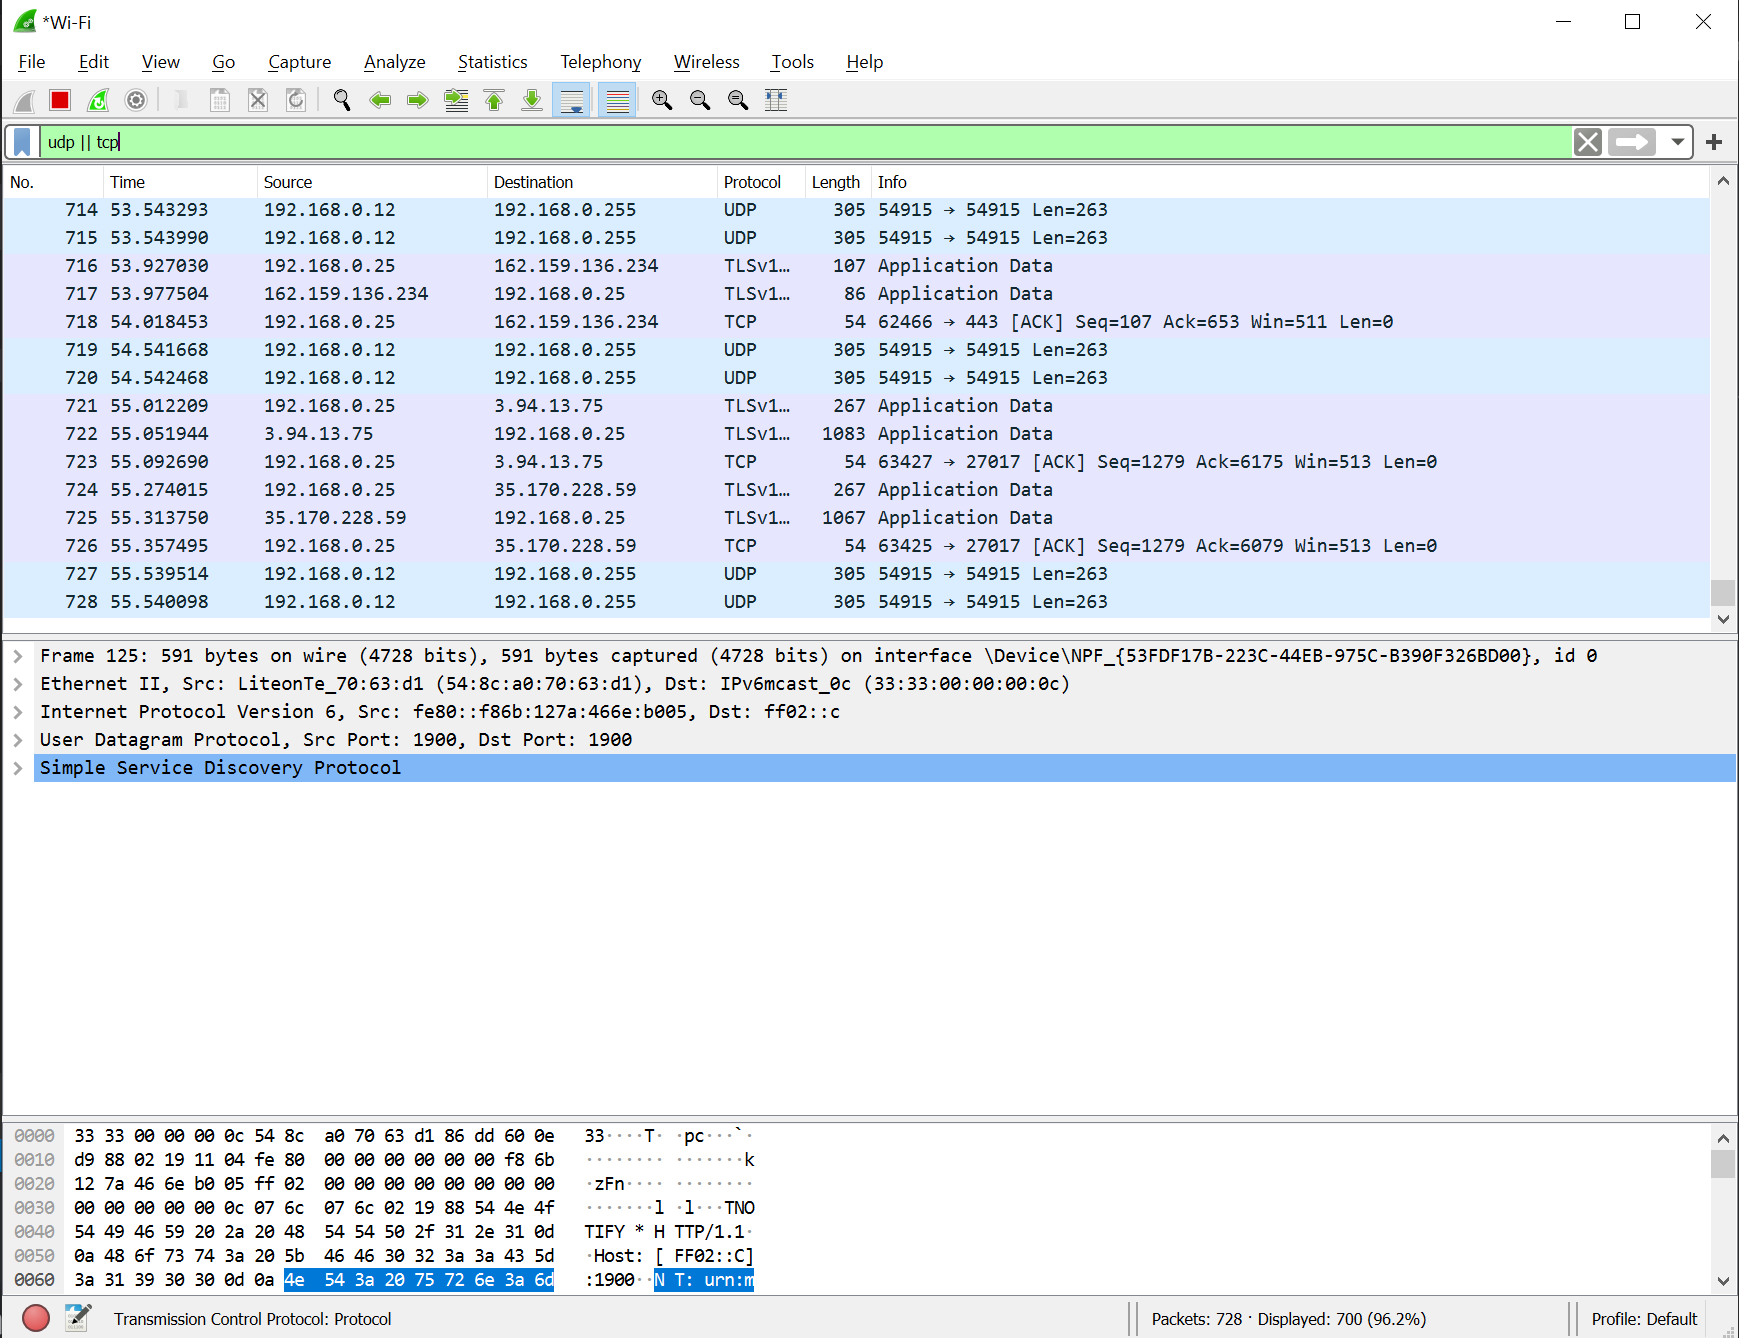 *Wi-Fi
File Edit View Go Capture Analyze Statistics Telephony Wireless Tools Help
udp || tcp
No. Time Source Destination Protocol Length Info
714 53.543293 192.168.0.12 192.168.0.255 UDP 305 54915 → 54915 Len=263
715 53.543990 192.168.0.12 192.168.0.255 UDP 305 54915 → 54915 Len=263
716 53.927030 192.168.0.25 162.159.136.234 TLSv1… 107 Application Data
717 53.977504 162.159.136.234 192.168.0.25 TLSv1… 86 Application Data
718 54.018453 192.168.0.25 162.159.136.234 TCP 54 62466 → 443 [ACK] Seq=107 Ack=653 Win=511 Len=0
719 54.541668 192.168.0.12 192.168.0.255 UDP 305 54915 → 54915 Len=263
720 54.542468 192.168.0.12 192.168.0.255 UDP 305 54915 → 54915 Len=263
721 55.012209 192.168.0.25 3.94.13.75 TLSv1… 267 Application Data
722 55.051944 3.94.13.75 192.168.0.25 TLSv1… 1083 Application Data
723 55.092690 192.168.0.25 3.94.13.75 TCP 54 63427 → 27017 [ACK] Seq=1279 Ack=6175 Win=513 Len=0
724 55.274015 192.168.0.25 35.170.228.59 TLSv1… 267 Application Data
725 55.313750 35.170.228.59 192.168.0.25 TLSv1… 1067 Application Data
726 55.357495 192.168.0.25 35.170.228.59 TCP 54 63425 → 27017 [ACK] Seq=1279 Ack=6079 Win=513 Len=0
727 55.539514 192.168.0.12 192.168.0.255 UDP 305 54915 → 54915 Len=263
728 55.540098 192.168.0.12 192.168.0.255 UDP 305 54915 → 54915 Len=263
Frame 125: 591 bytes on wire (4728 bits), 591 bytes captured (4728 bits) on interface \Device\NPF_{53FDF17B-223C-44EB-975C-B390F326BD00}, id 0
Ethernet II, Src: LiteonTe_70:63:d1 (54:8c:a0:70:63:d1), Dst: IPv6mcast_0c (33:33:00:00:00:0c)
Internet Protocol Version 6, Src: fe80::f86b:127a:466e:b005, Dst: ff02::c
User Datagram Protocol, Src Port: 1900, Dst Port: 1900
Simple Service Discovery Protocol
0000 33 33 00 00 00 0c 54 8c a0 70 63 d1 86 dd 60 0e 33····T· ·pc···`·
0010 d9 88 02 19 11 04 fe 80 00 00 00 00 00 00 f8 6b ········ ·······k
0020 12 7a 46 6e b0 05 ff 02 00 00 00 00 00 00 00 00 ·zFn···· ········
0030 00 00 00 00 00 0c 07 6c 07 6c 02 19 88 54 4e 4f ·······l ·l···TNO
0040 54 49 46 59 20 2a 20 48 54 54 50 2f 31 2e 31 0d TIFY * H TTP/1.1·
0050 0a 48 6f 73 74 3a 20 5b 46 46 30 32 3a 3a 43 5d ·Host: [ FF02::C]
0060 3a 31 39 30 30 0d 0a 4e 54 3a 20 75 72 6e 3a 6d :1900··N T: urn:m
Transmission Control Protocol: Protocol Packets: 728 · Displayed: 700 (96.2%) Profile: Default